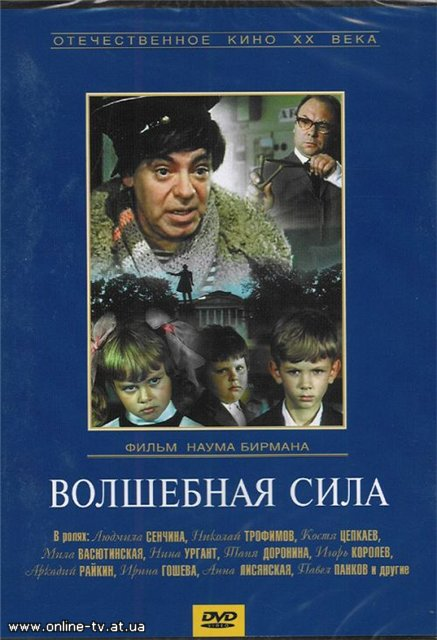 ОТЕЧЕСТВЕННОЕ КИНО XX ВЕКА
ФИЛЬМ НАУМА БИРМАНА
ВОЛШЕБНАЯ СИЛА
В ролях: Людмила СЕНЧИНА, Николай ТРОФИМОВ, Костя ЦЕПКАЕВ,
Мила ВАСЮТИНСКАЯ, Нина УРГАНТ, Таня ДОРОНИНА, Игорь КОРОЛЕВ,
Аркадий РАЙКИН, Ирина ГОШЕВА, Анна ЛИСЯНСКАЯ, Павел ПАНКОВ и другие
DVD
VIDEO
www.online-tv.at.ua